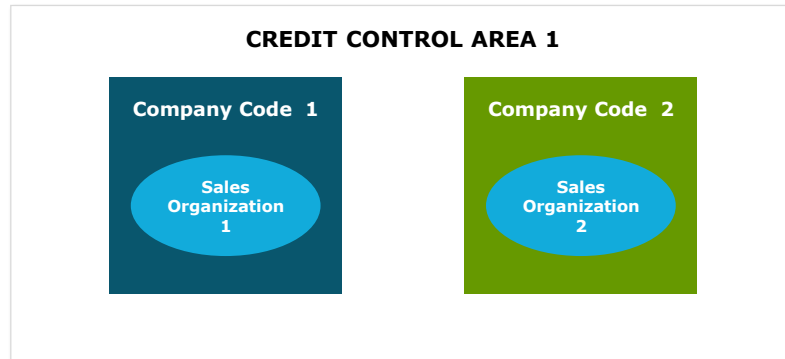 CREDIT CONTROL AREA 1
Company Code  1
Company Code  2
Sales
Organization
1
Sales
Organization
2